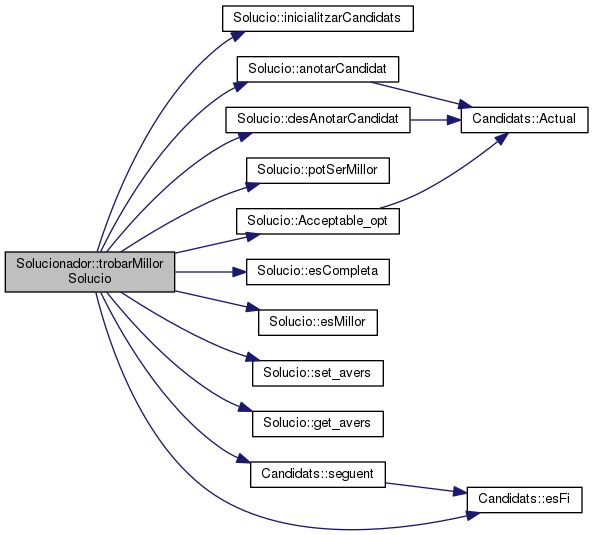 Solucio::inicialitzarCandidats
Solucio::anotarCandidat
Candidats::Actual
Solucio::desAnotarCandidat
Solucio::potSerMillor
Solucio::Acceptable_opt
Solucionador::trobarMillor
Solucio
Solucio::esCompleta
Solucio::esMillor
Solucio::set_avers
Solucio::get_avers
Candidats::seguent
Candidats::esFi